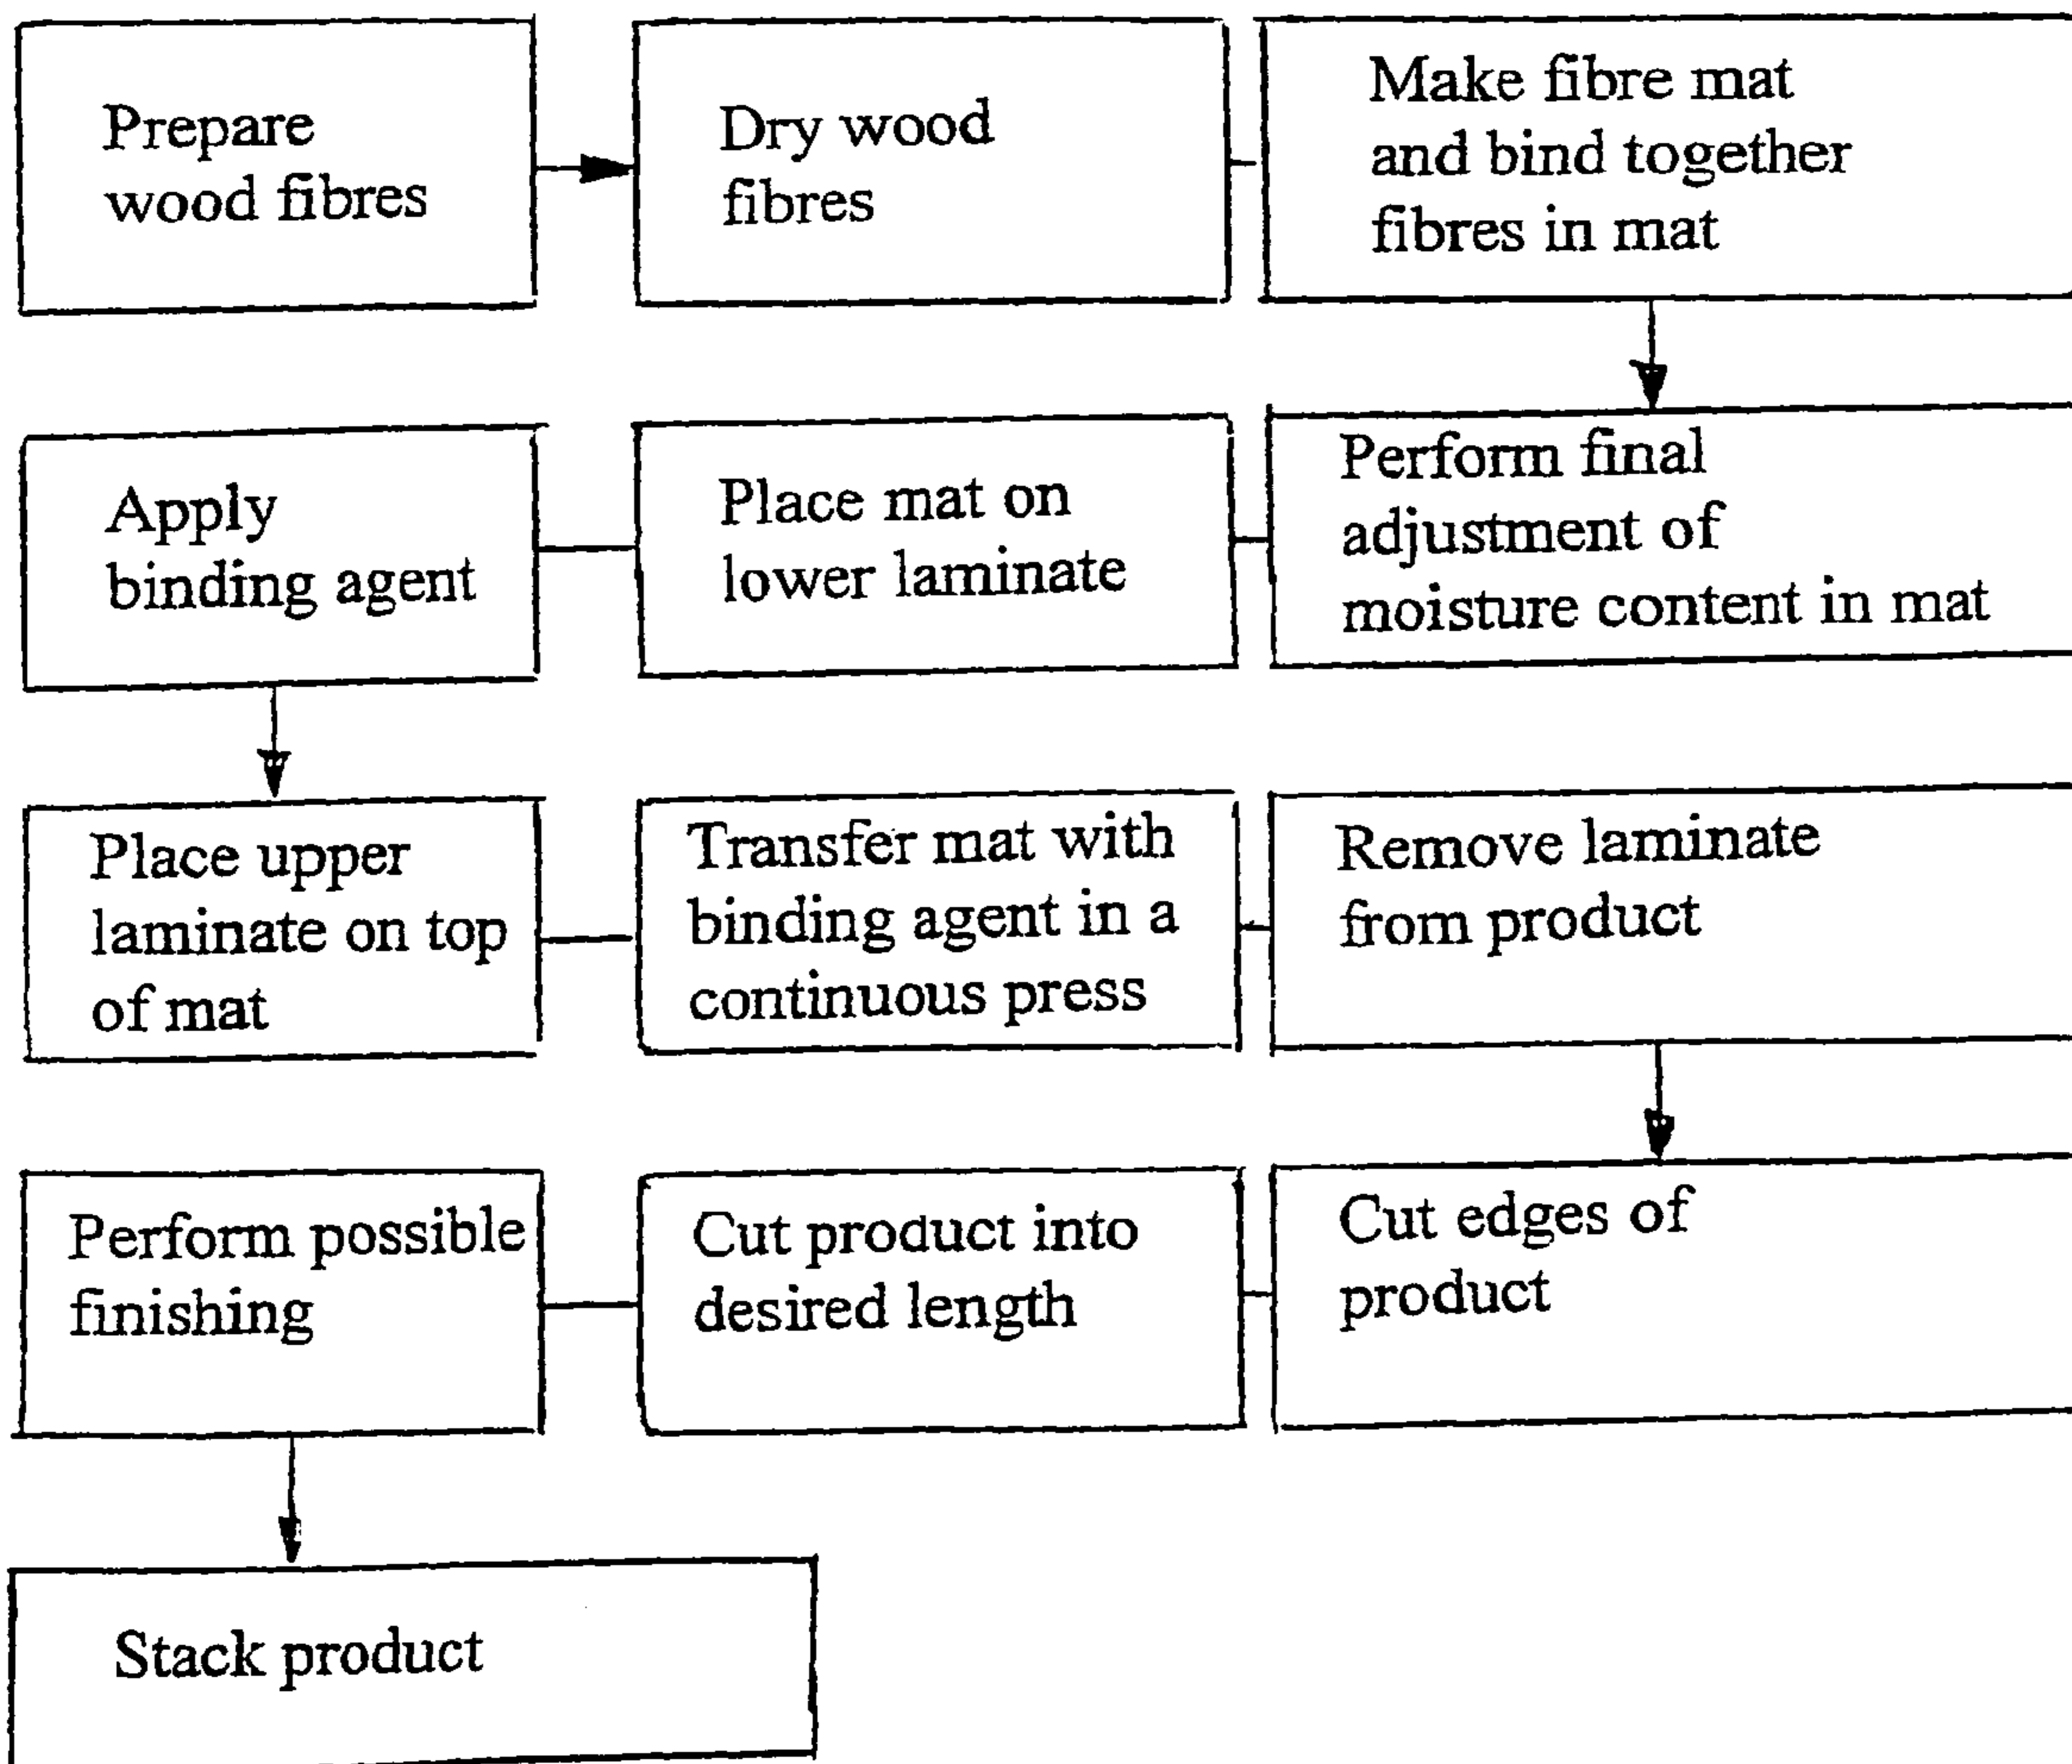 Prepare
wood fibres
Dry wood
fibres
Make fibre mat
and bind together
fibres in mat
Apply
binding agent
Place mat on
lower laminate
Perform final
adjustment of
moisture content in mat
Place upper
laminate on top
of mat
Transfer mat with
binding agent in a
continuous press
Remove laminate
from product
Perform possible
finishing
Cut product into
desired length
Cut edges of
product
Stack product